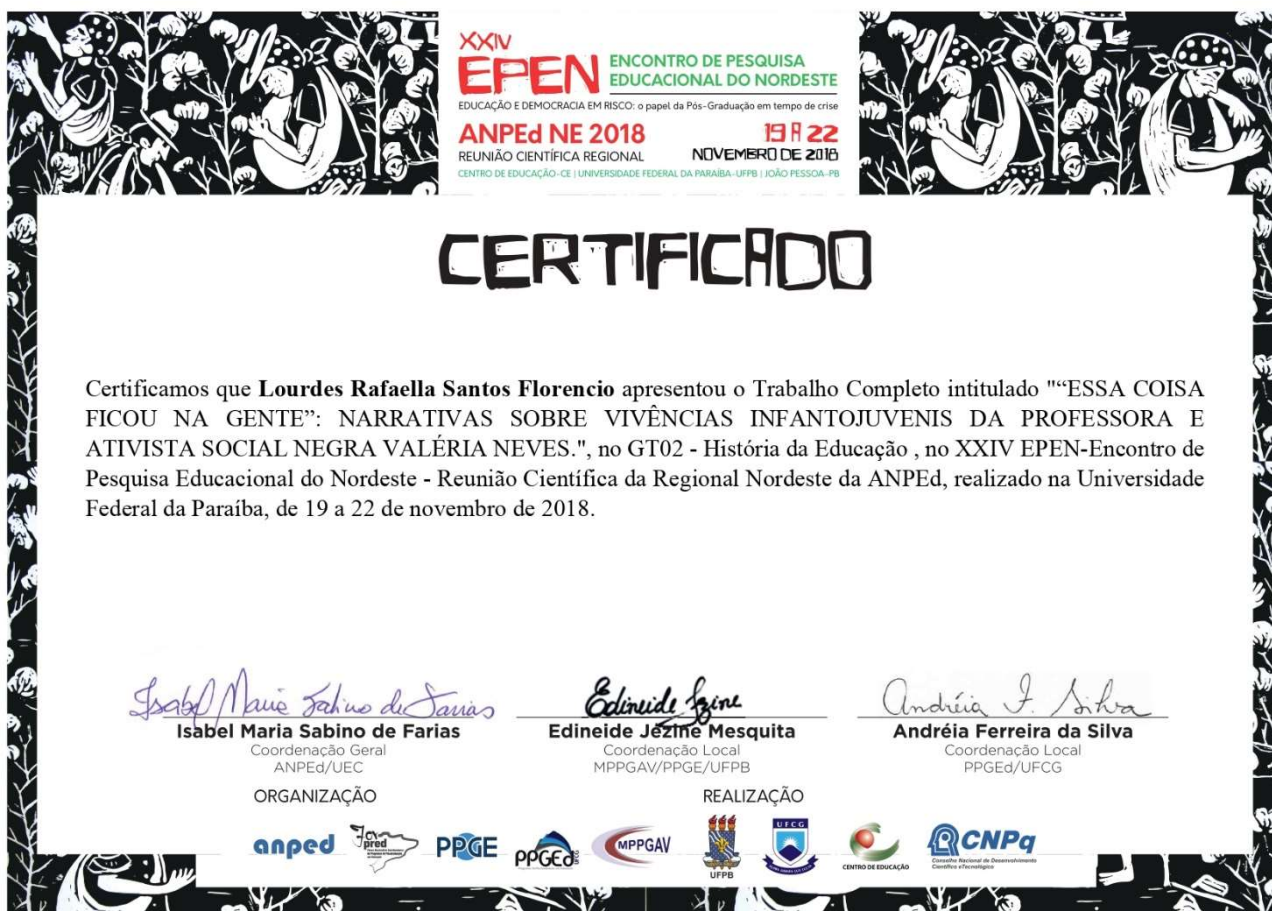 XXIV
EPEN
ENCONTRO DE PESQUISA
EDUCACIONAL DO NORDESTE
EDUCAÇÃO E DEMOCRACIA EM RISCO: o papel da Pós-Graduação em tempo de crise
ANPEd NE 2018
REUNIÃO CIENTÍFICA REGIONAL
19 A 22
NOVEMBRO DE 2018
CENTRO DE EDUCAÇÃO-CE | UNIVERSIDADE FEDERAL DA PARAÍBA-UFPB | JOÃO PESSOA-PB
CERTIFICADO
Certificamos que Lourdes Rafaella Santos Florencio apresentou o Trabalho Completo intitulado "“ESSA COISA
FICOU NA GENTE”: NARRATIVAS SOBRE VIVÊNCIAS INFANTOJUVENIS DA PROFESSORA E
ATIVISTA SOCIAL NEGRA VALÉRIA NEVES.", no GT02 - História da Educação , no XXIV EPEN-Encontro de
Pesquisa Educacional do Nordeste - Reunião Científica da Regional Nordeste da ANPEd, realizado na Universidade
Federal da Paraíba, de 19 a 22 de novembro de 2018.
Isabel Maria Sabino de Farias
Edineide Jezine
Andréia F. Silva
Isabel Maria Sabino de Farias
Coordenação Geral
ANPEd/UEC
Edineide Jezine Mesquita
Coordenação Local
MPPGAV/PPGE/UFPB
Andréia Ferreira da Silva
Coordenação Local
PPGEd/UFCG
ORGANIZAÇÃO
REALIZAÇÃO
anped
pred
PPGE
PPGEd
MPPGAV
UFPB
UFCG
CENTRO DE EDUCAÇÃO
CNPq
Conselho Nacional de Desenvolvimento
Científico e Tecnológico